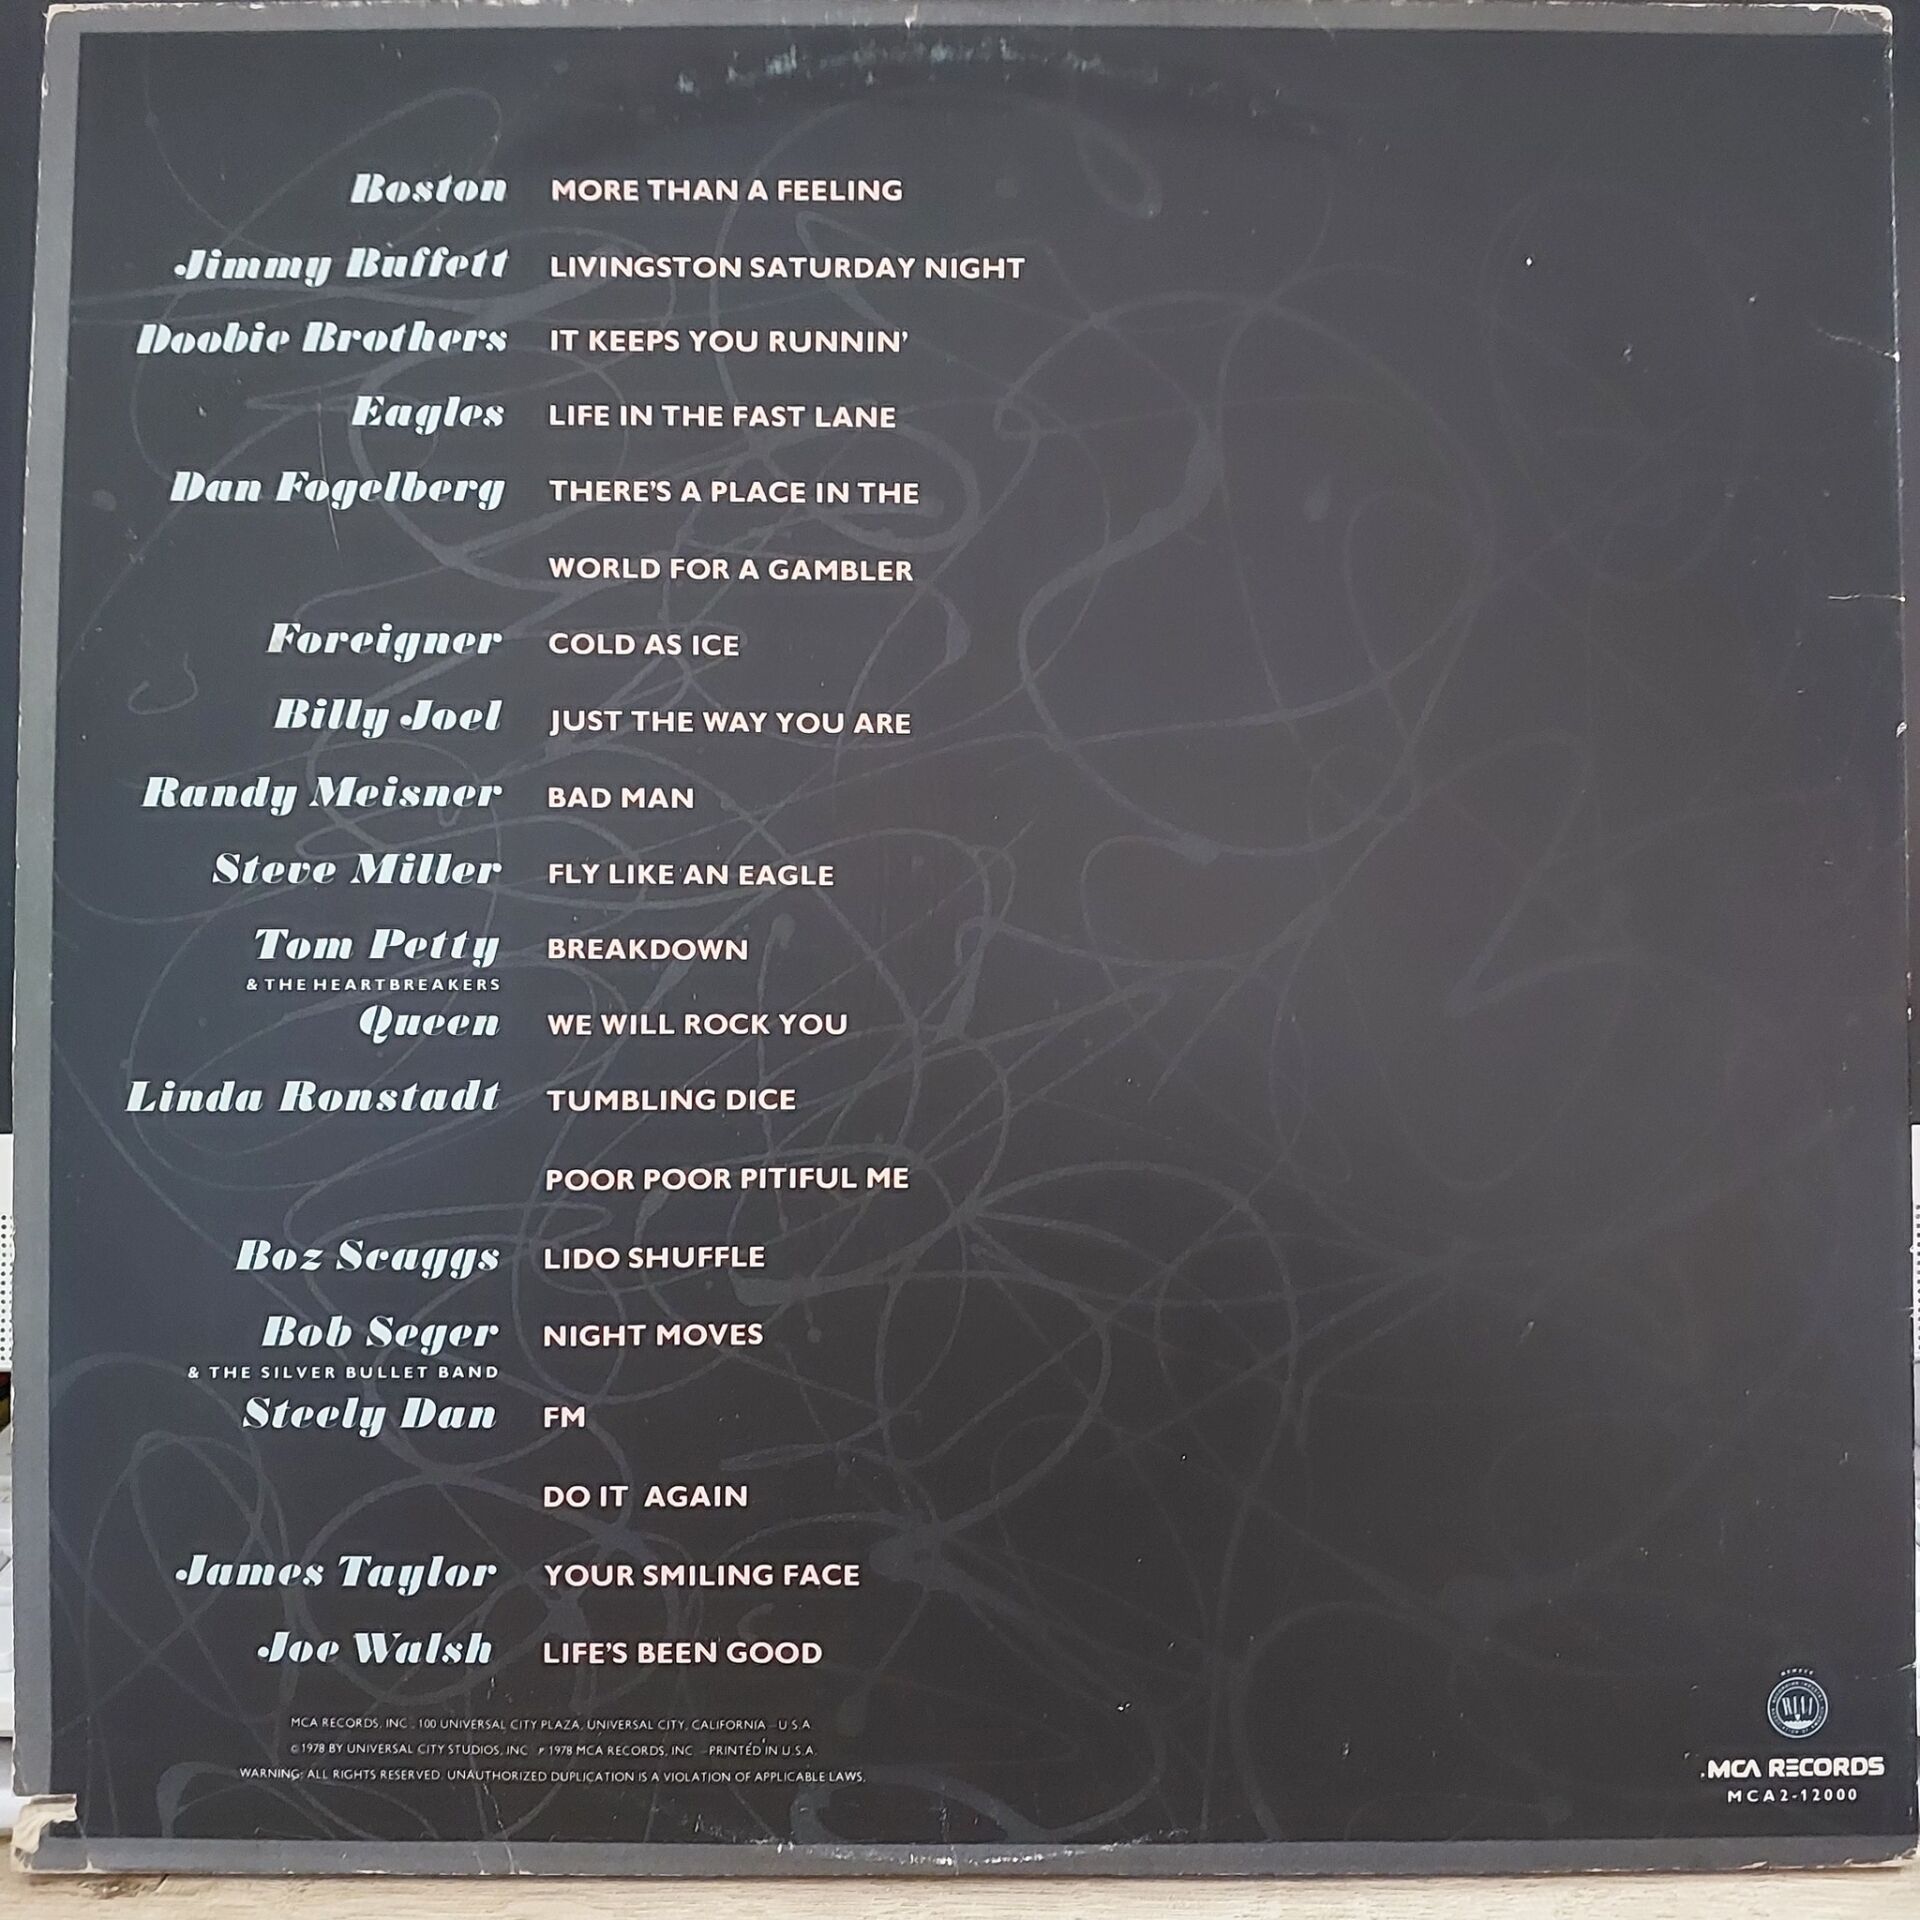 Boston MORE THAN A FEELING
Jimmy Buffett LIVINGSTON SATURDAY NIGHT
Doobie Brothers IT KEEPS YOU RUNNIN'
Eagles LIFE IN THE FAST LANE
Dan Fogelberg THERE'S A PLACE IN THE
WORLD FOR A GAMBLER
Foreigner COLD AS ICE
Billy Joel JUST THE WAY YOU ARE
Randy Meisner BAD MAN
Steve Miller FLY LIKE AN EAGLE
Tom Petty BREAKDOWN
& THE HEARTBREAKERS
Queen WE WILL ROCK YOU
Linda Ronstadt TUMBLING DICE
POOR POOR PITIFUL ME
Boz Scaggs LIDO SHUFFLE
Bob Seger NIGHT MOVES
& THE SILVER BULLET BAND
Steely Dan FM
DO IT AGAIN
James Taylor YOUR SMILING FACE
Joe Walsh LIFE'S BEEN GOOD
MCA RECORDS, INC., 100 UNIVERSAL CITY PLAZA, UNIVERSAL CITY, CALIFORNIA - U.S.A.
© 1978 BY UNIVERSAL CITY STUDIOS, INC. ℗ 1978 MCA RECORDS, INC. - PRINTED IN U.S.A.
WARNING: ALL RIGHTS RESERVED. UNAUTHORIZED DUPLICATION IS A VIOLATION OF APPLICABLE LAWS.
MCA RECORDS
MCA2-12000